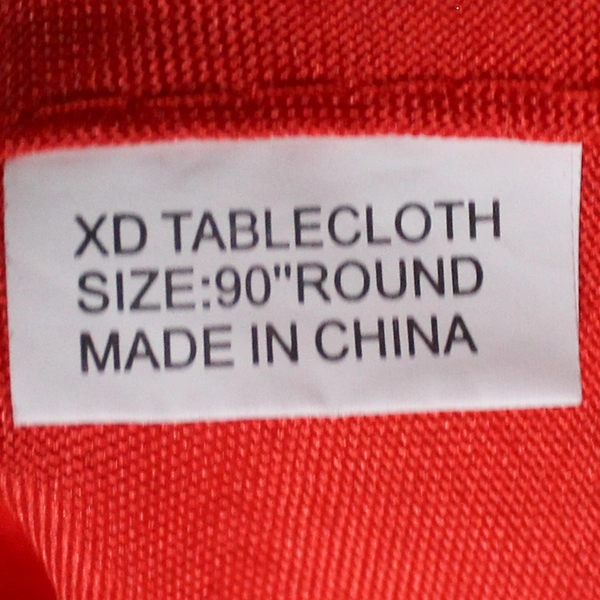 XD TABLECLOTH
SIZE:90"ROUND
MADE IN CHINA